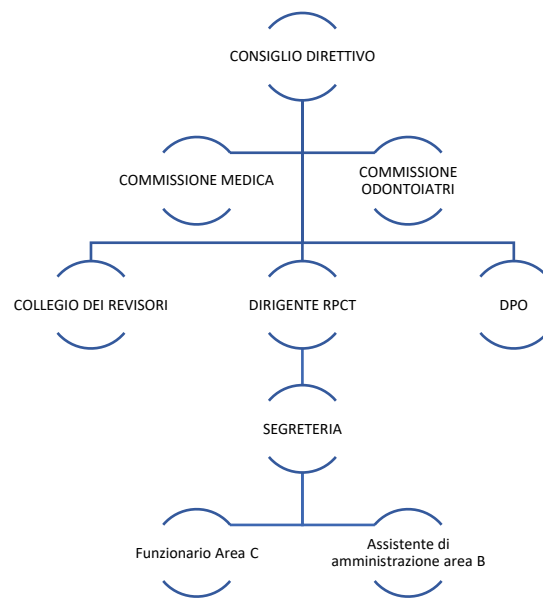 CONSIGLIO DIRETTIVO
COMMISSIONE MEDICA
COMMISSIONE
ODONTOIATRI
COLLEGIO DEI REVISORI
DIRIGENTE RPCT
DPO
SEGRETERIA
Funzionario Area C
Assistente di
amministrazione area B